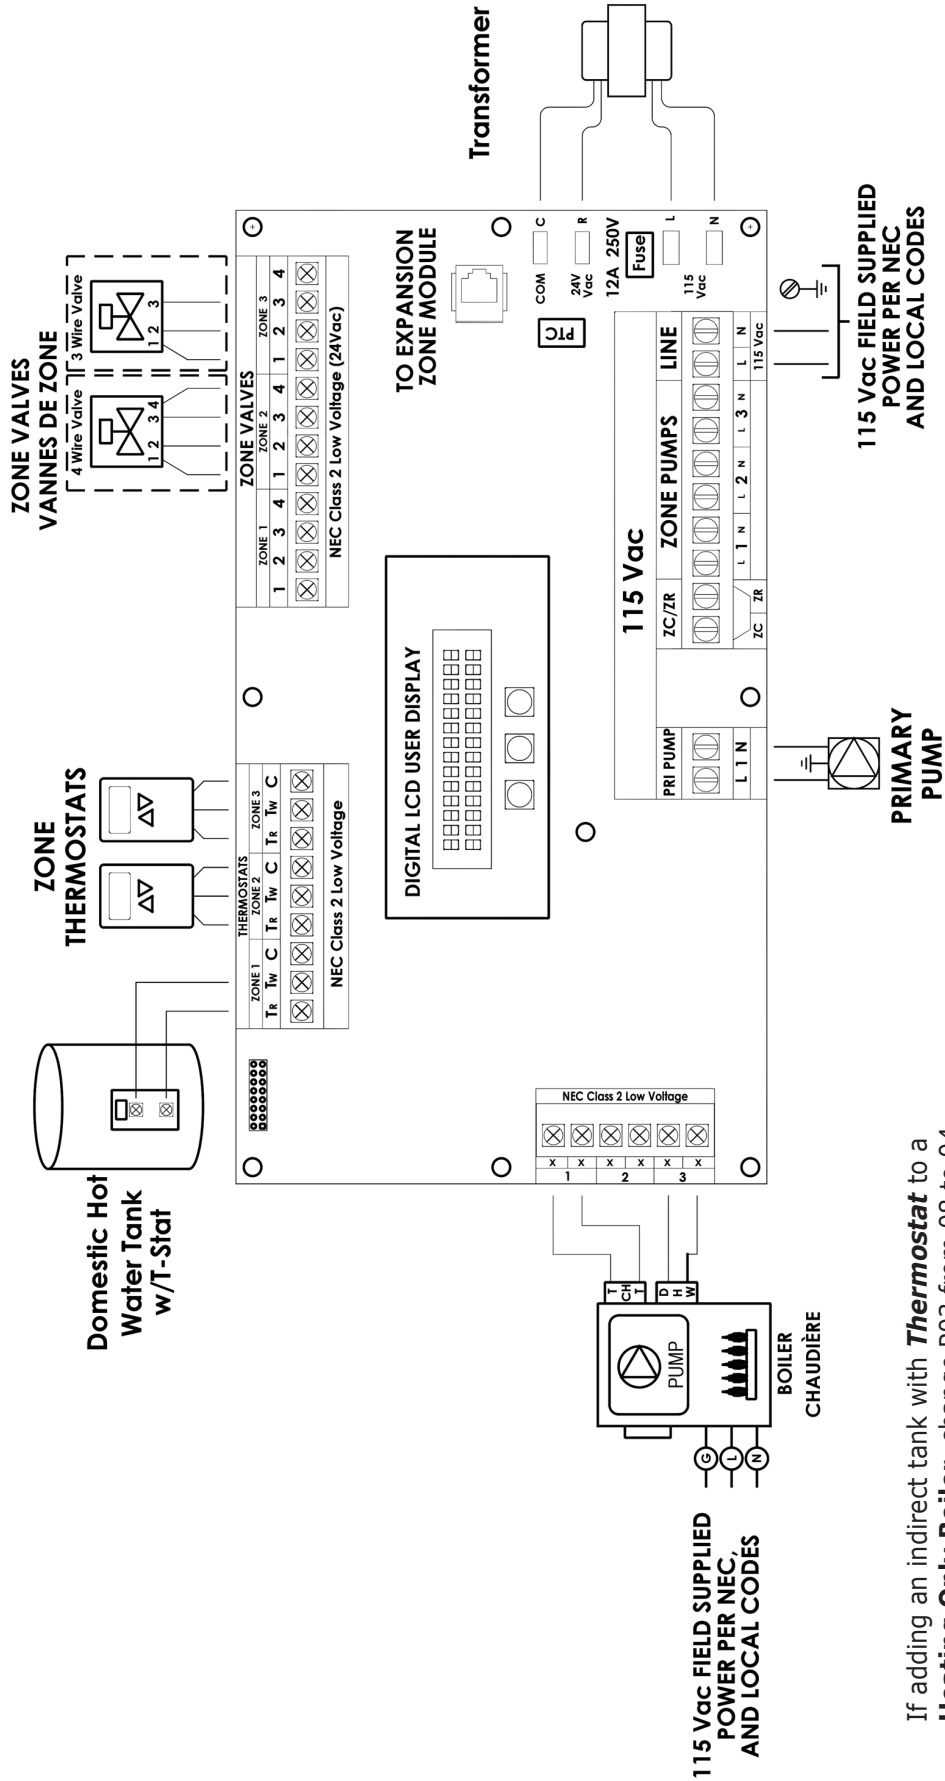 ZONE VALVES
VANNES DE ZONE
4 Wire Valve
3 Wire Valve
1 2 3 4
1 2 3
ZONE
THERMOSTATS
Domestic Hot
Water Tank
w/T-Stat
Transformer
THERMOSTATS
ZONE 1 ZONE 2 ZONE 3
TR TW C TR TW C TR TW C
NEC Class 2 Low Voltage
ZONE VALVES
ZONE 1 ZONE 2 ZONE 3
1 2 3 4 1 2 3 4 1 2 3 4
NEC Class 2 Low Voltage (24Vac)
TO EXPANSION
ZONE MODULE
DIGITAL LCD USER DISPLAY
COM C
24V
Vac R
12A 250V
Fuse
PTC
115
Vac
L
N
NEC Class 2 Low Voltage
X X X X X X
1 2 3
T
CH
T
D
H
W
PUMP
BOILER
CHAUDIÈRE
G
L
N
115 Vac FIELD SUPPLIED
POWER PER NEC,
AND LOCAL CODES
115 Vac
PRI PUMP ZC/ZR ZONE PUMPS LINE
L 1 N
ZC ZR
L 1 N L 2 N L 3 N L N
115 Vac
PRIMARY
PUMP
115 Vac FIELD SUPPLIED
POWER PER NEC
AND LOCAL CODES
If adding an indirect tank with Thermostat to a